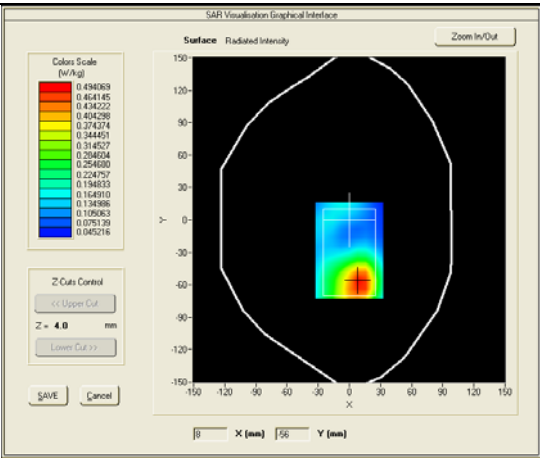 SAR Visualisation Graphical Interface
Surface Radiated Intensity
Zoom In/Out
Colors Scale
(W/kg)
0.494069
0.464145
0.434222
0.404298
0.374374
0.344451
0.314527
0.284604
0.254680
0.224757
0.194833
0.164910
0.134986
0.105063
0.075139
0.045216
Z-Cuts Control
<< Upper Cut
Z = 4.0 mm
Lower Cut >>
SAVE Cancel
150-
120-
90-
60-
30-
0-
-30-
-60-
-90-
-120-
-150-
Y
-150 -120 -90 -60 -30 0 30 60 90 120 150
X
8 X (mm) -56 Y (mm)